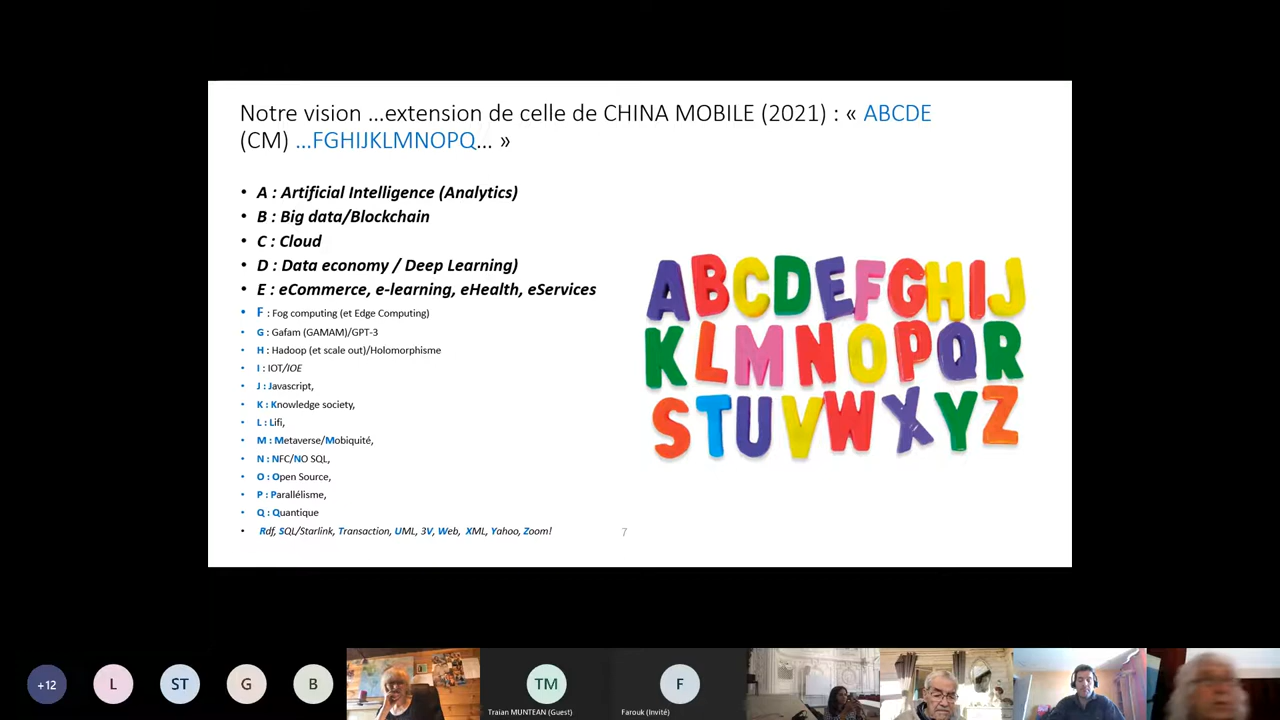 Notre vision ...extension de celle de CHINA MOBILE (2021) : « ABCDE
(CM) ...FGHIJKLMNOPQ... »
• A : Artificial Intelligence (Analytics)
• B : Big data/Blockchain
• C : Cloud
• D : Data economy / Deep Learning)
• E : eCommerce, e-learning, eHealth, eServices
• F : Fog computing (et Edge Computing)
• G : Gafam (GAMAM)/GPT-3
• H : Hadoop (et scale out)/Holomorphisme
• I : IOT/IOE
• J : Javascript,
• K : Knowledge society,
• L : Lifi,
• M : Metaverse/Mobiquité,
• N : NFC/NO SQL,
• O : Open Source,
• P : Parallélisme,
• Q : Quantique
• Rdf, SQL/Starlink, Transaction, UML, 3V, Web, XML, Yahoo, Zoom!
ABCDEFGHIJ
KLMNOPQR
STUVWXYZ
7
+12 L ST G B TM F
Traian MUNTEAN (Guest) Farouk (Invité)